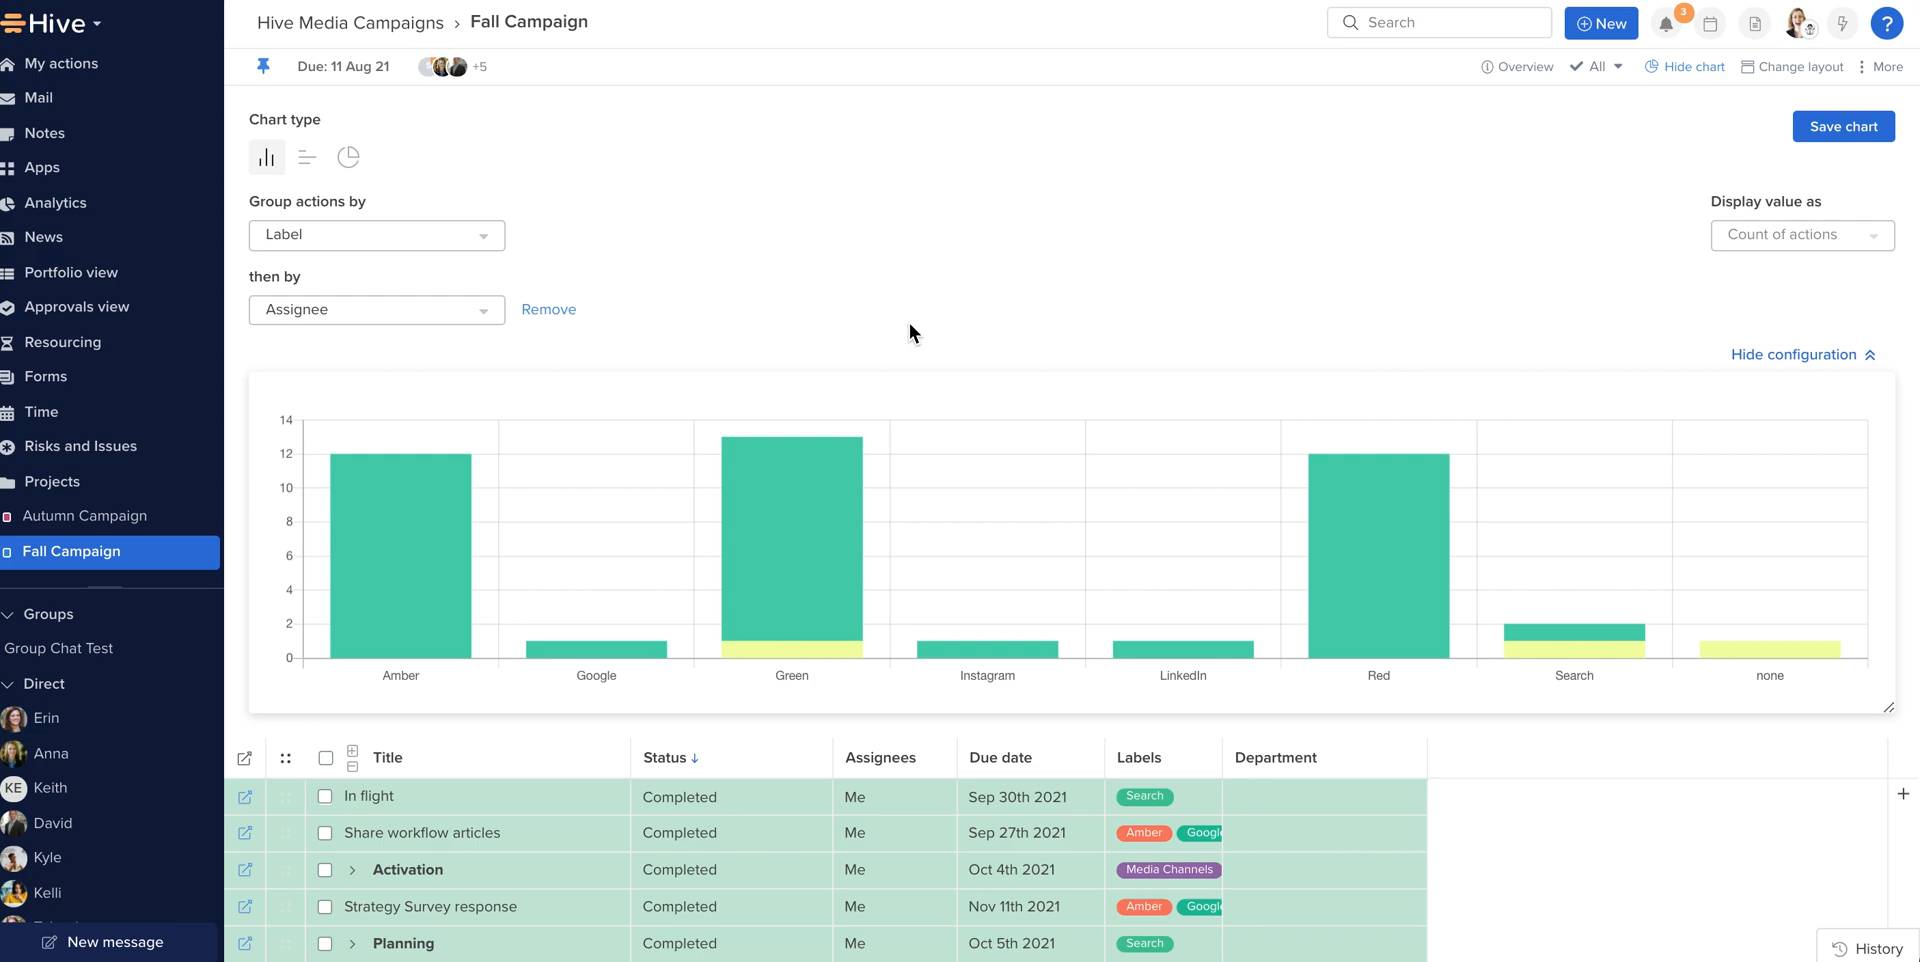 Hive
Hive Media Campaigns › Fall Campaign
Search
New
3
?
My actions
Mail
Notes
Apps
Analytics
News
Portfolio view
Approvals view
Resourcing
Forms
Time
Risks and Issues
Projects
Autumn Campaign
Fall Campaign
Groups
Group Chat Test
Direct
Erin
Anna
KE Keith
David
Kyle
Kelli
New message
Due: 11 Aug 21
+5
Overview
All
Hide chart
Change layout
More
Chart type
Save chart
Group actions by
Label
Display value as
Count of actions
then by
Assignee
Remove
Hide configuration
14
12
10
8
6
4
2
0
Amber Google Green Instagram LinkedIn Red Search none
Title Status Assignees Due date Labels Department
In flight Completed Me Sep 30th 2021 Search
Share workflow articles Completed Me Sep 27th 2021 Amber Googl
Activation Completed Me Oct 4th 2021 Media Channels
Strategy Survey response Completed Me Nov 11th 2021 Amber Googl
Planning Completed Me Oct 5th 2021 Search
History